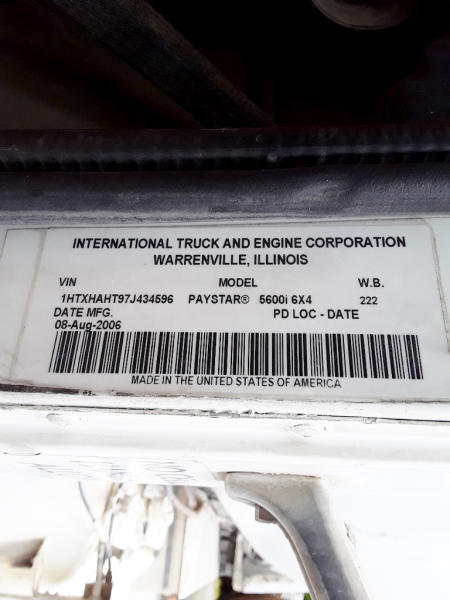 INTERNATIONAL TRUCK AND ENGINE CORPORATION
WARRENVILLE, ILLINOIS
VIN MODEL W.B.
1HTXHAHT97J434596 PAYSTAR® 5600i 6X4 222
DATE MFG. PD LOC - DATE
08-Aug-2006
MADE IN THE UNITED STATES OF AMERICA